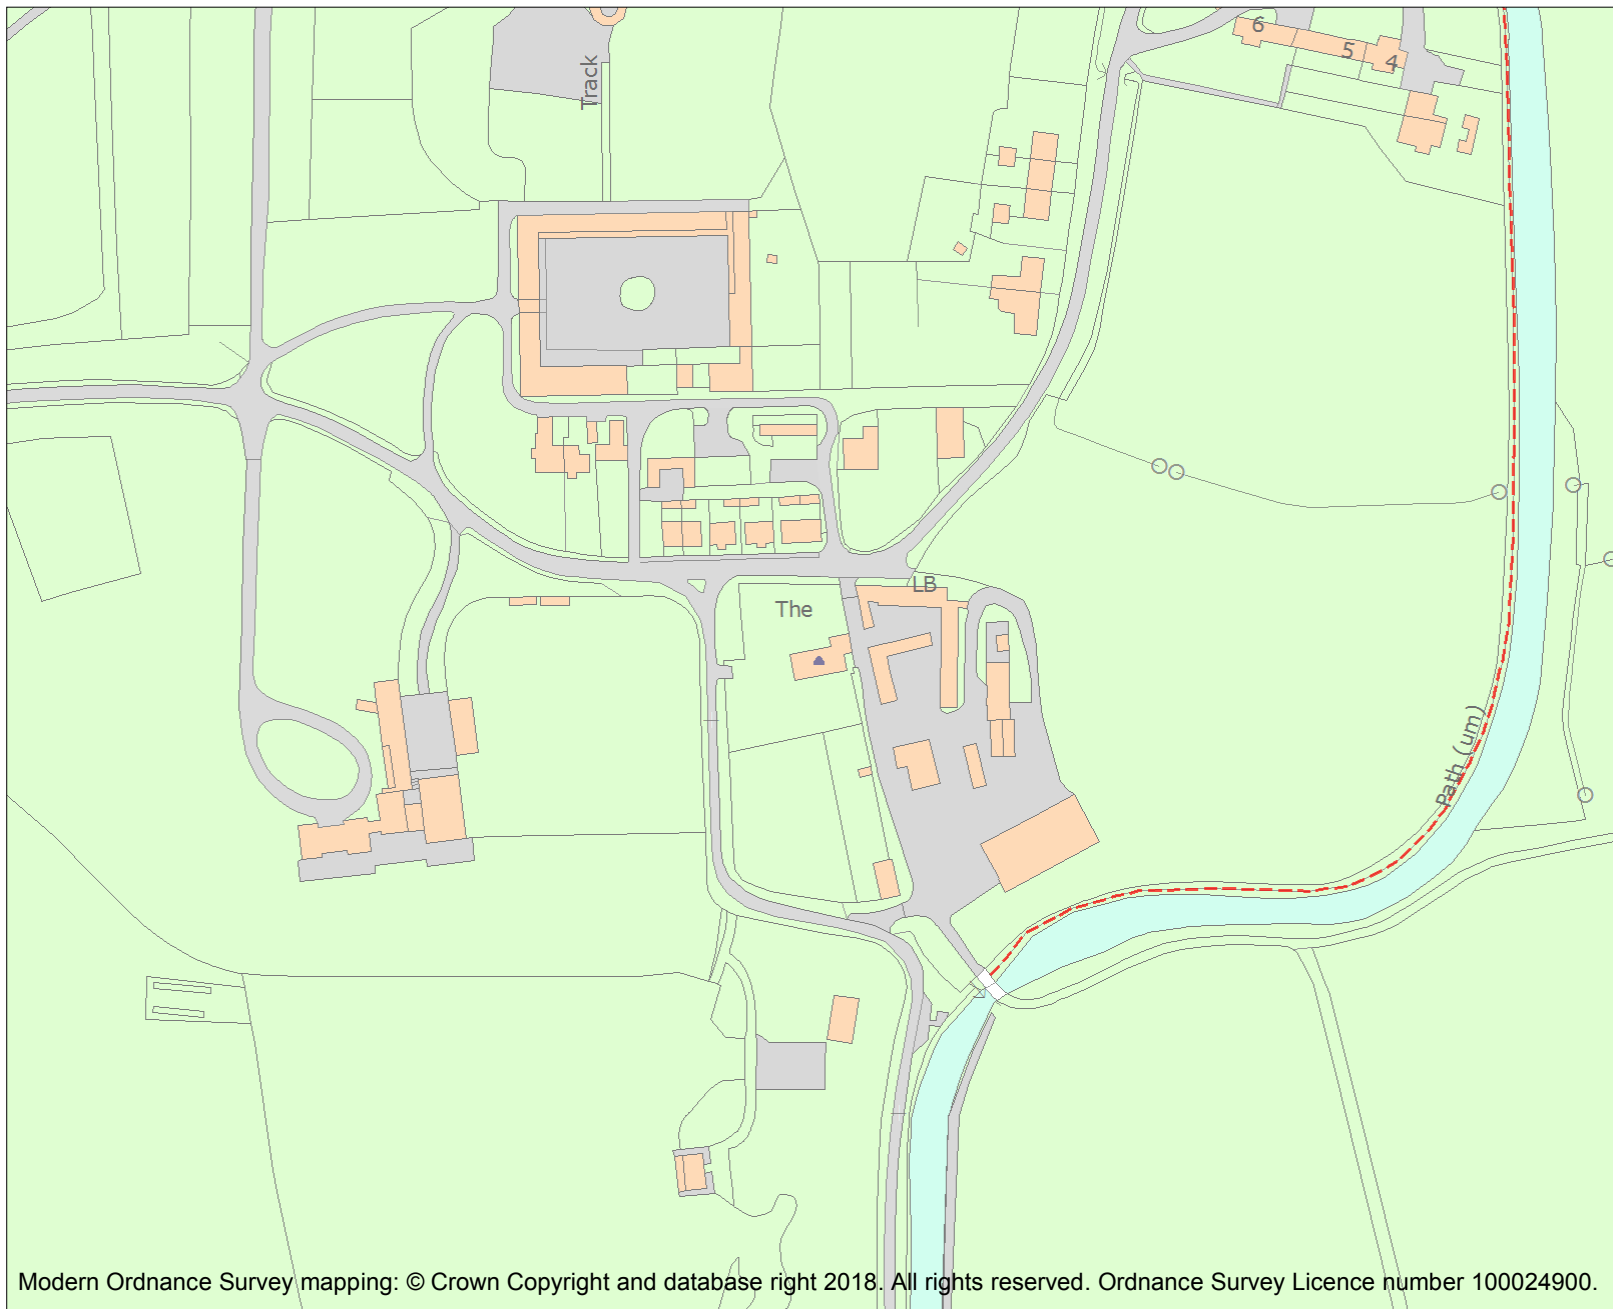 6
5
4
Track
LB
The
Path (um)
Modern Ordnance Survey mapping: © Crown Copyright and database right 2018. All rights reserved. Ordnance Survey Licence number 100024900.